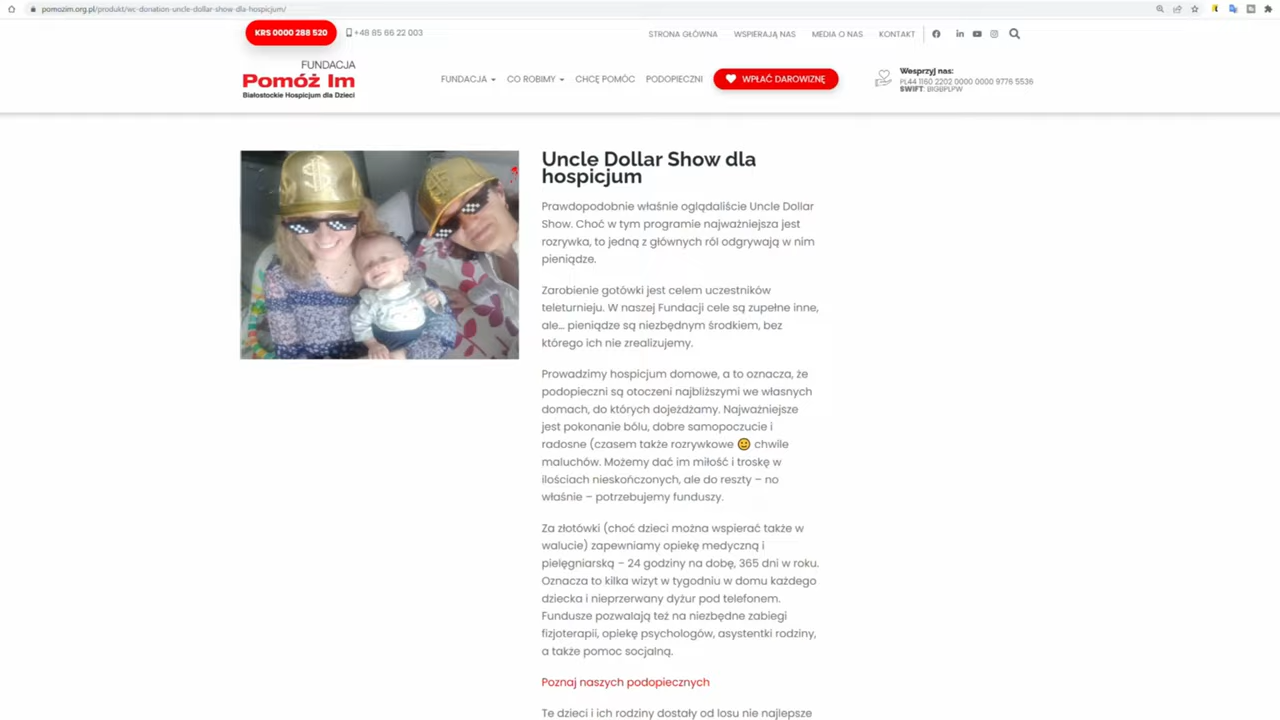 pomozim.org.pl/produkt/wc-donation-uncle-dollar-show-dla-hospicjum/
KRS 0000 288 520
+48 85 66 22 003
STRONA GŁÓWNA WSPIERAJĄ NAS MEDIA O NAS KONTAKT
FUNDACJA
Pomóż Im
Białostockie Hospicjum dla Dzieci
FUNDACJA CO ROBIMY CHCĘ POMÓC PODOPIECZNI WPŁAĆ DAROWIZNĘ
Wesprzyj nas:
PL44 1160 2202 0000 0000 9776 5536
SWIFT: BIGBPLPW
Uncle Dollar Show dla
hospicjum
Prawdopodobnie właśnie oglądaliście Uncle Dollar
Show. Choć w tym programie najważniejsza jest
rozrywka, to jedną z głównych ról odgrywają w nim
pieniądze.
Zarobienie gotówki jest celem uczestników
teleturnieju. W naszej Fundacji cele są zupełne inne,
ale… pieniądze są niezbędnym środkiem, bez
którego ich nie zrealizujemy.
Prowadzimy hospicjum domowe, a to oznacza, że
podopieczni są otoczeni najbliższymi we własnych
domach, do których dojeżdżamy. Najważniejsze
jest pokonanie bólu, dobre samopoczucie i
radosne (czasem także rozrywkowe 🙂 chwile
maluchów. Możemy dać im miłość i troskę w
ilościach nieskończonych, ale do reszty – no
właśnie – potrzebujemy funduszy.
Za złotówki (choć dzieci można wspierać także w
walucie) zapewniamy opiekę medyczną i
pielęgniarską – 24 godziny na dobę, 365 dni w roku.
Oznacza to kilka wizyt w tygodniu w domu każdego
dziecka i nieprzerwany dyżur pod telefonem.
Fundusze pozwalają też na niezbędne zabiegi
fizjoterapii, opiekę psychologów, asystentki rodziny,
a także pomoc socjalną.
Poznaj naszych podopiecznych
Te dzieci i ich rodziny dostały od losu nie najlepsze